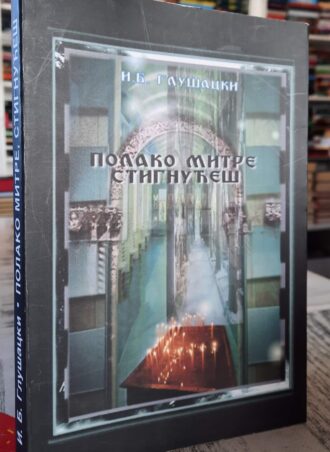 И. Б. ГЛУШАЦКИ
ПОЛАКО МИТРЕ
СТИГНУЋЕШ
И. Б. ГЛУШАЦКИ • ПОЛАКО МИТРЕ, СТИГНУЋЕШ